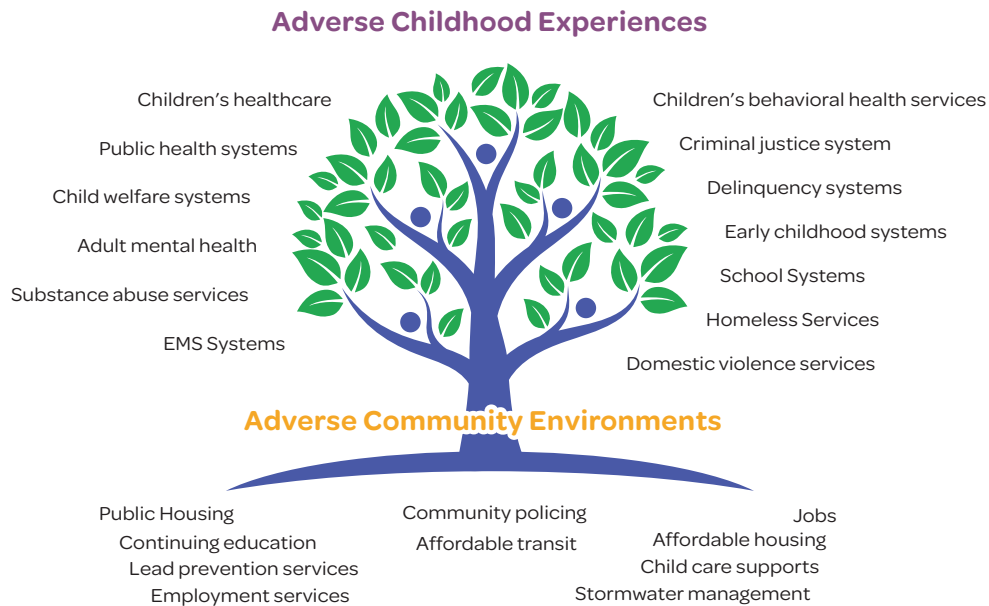 Adverse Childhood Experiences
Children's healthcare
Public health systems
Child welfare systems
Adult mental health
Substance abuse services
EMS Systems
Children's behavioral health services
Criminal justice system
Delinquency systems
Early childhood systems
School Systems
Homeless Services
Domestic violence services
Adverse Community Environments
Public Housing
Continuing education
Lead prevention services
Employment services
Community policing
Affordable transit
Jobs
Affordable housing
Child care supports
Stormwater management